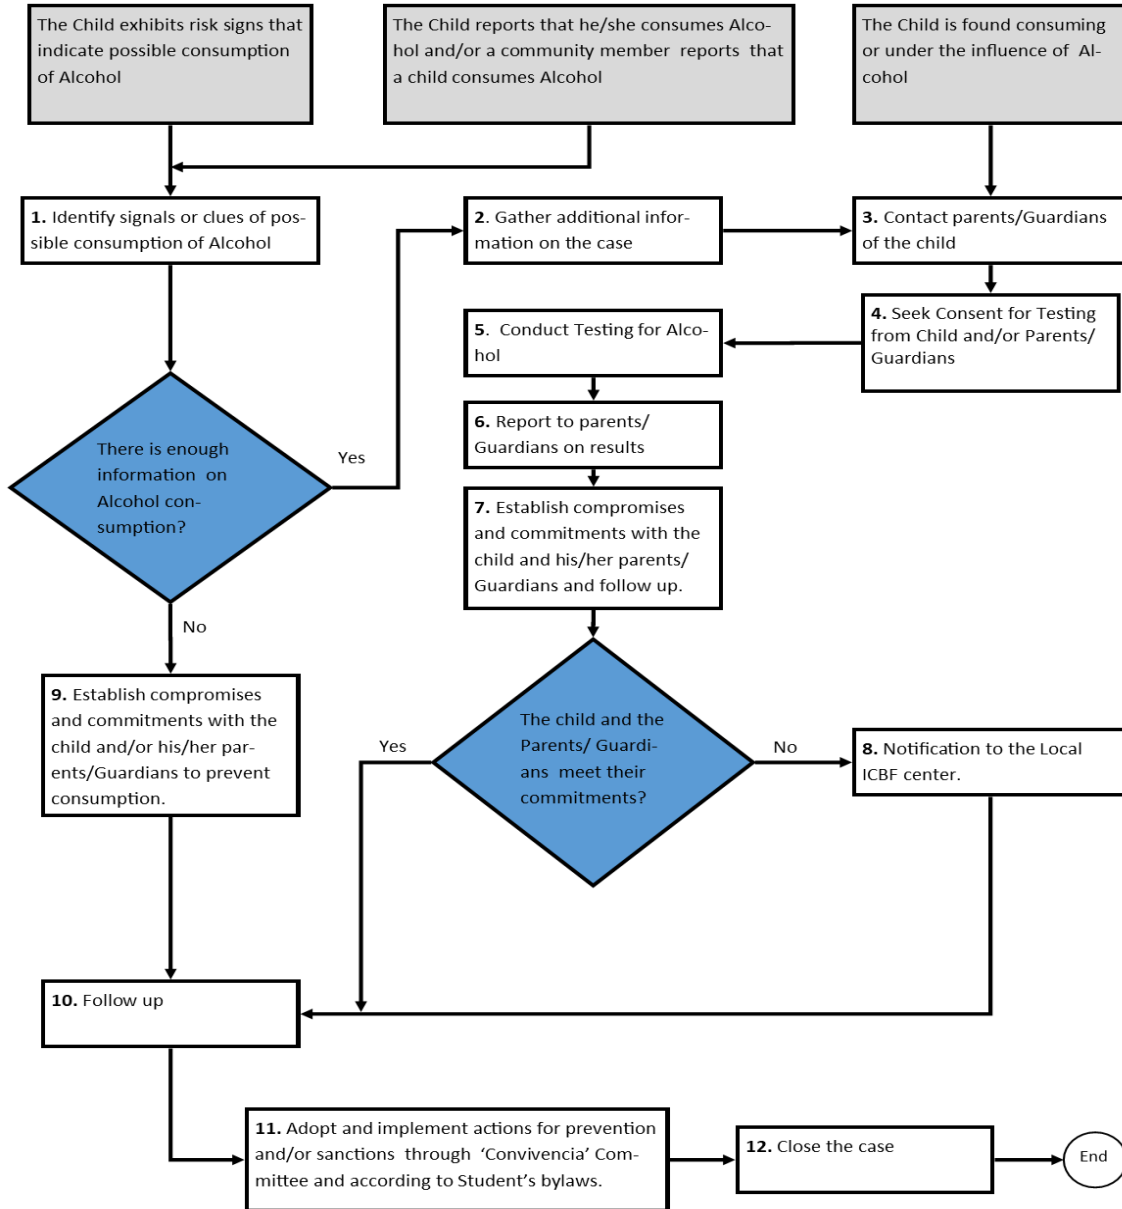 The Child exhibits risk signs that
indicate possible consumption
of Alcohol
The Child reports that he/she consumes Alco-
hol and/or a community member reports that
a child consumes Alcohol
The Child is found consuming
or under the influence of Al-
cohol
1. Identify signals or clues of pos-
sible consumption of Alcohol
2. Gather additional infor-
mation on the case
3. Contact parents/Guardians
of the child
4. Seek Consent for Testing
from Child and/or Parents/
Guardians
5. Conduct Testing for Alco-
hol
6. Report to parents/
Guardians on results
There is enough
information on
Alcohol con-
sumption?
Yes
7. Establish compromises
and commitments with the
child and his/her parents/
Guardians and follow up.
No
9. Establish compromises
and commitments with the
child and/or his/her par-
ents/Guardians to prevent
consumption.
The child and the
Parents/ Guardi-
ans meet their
commitments?
Yes
No
8. Notification to the Local
ICBF center.
10. Follow up
11. Adopt and implement actions for prevention
and/or sanctions through ‘Convivencia’ Com-
mittee and according to Student’s bylaws.
12. Close the case
End